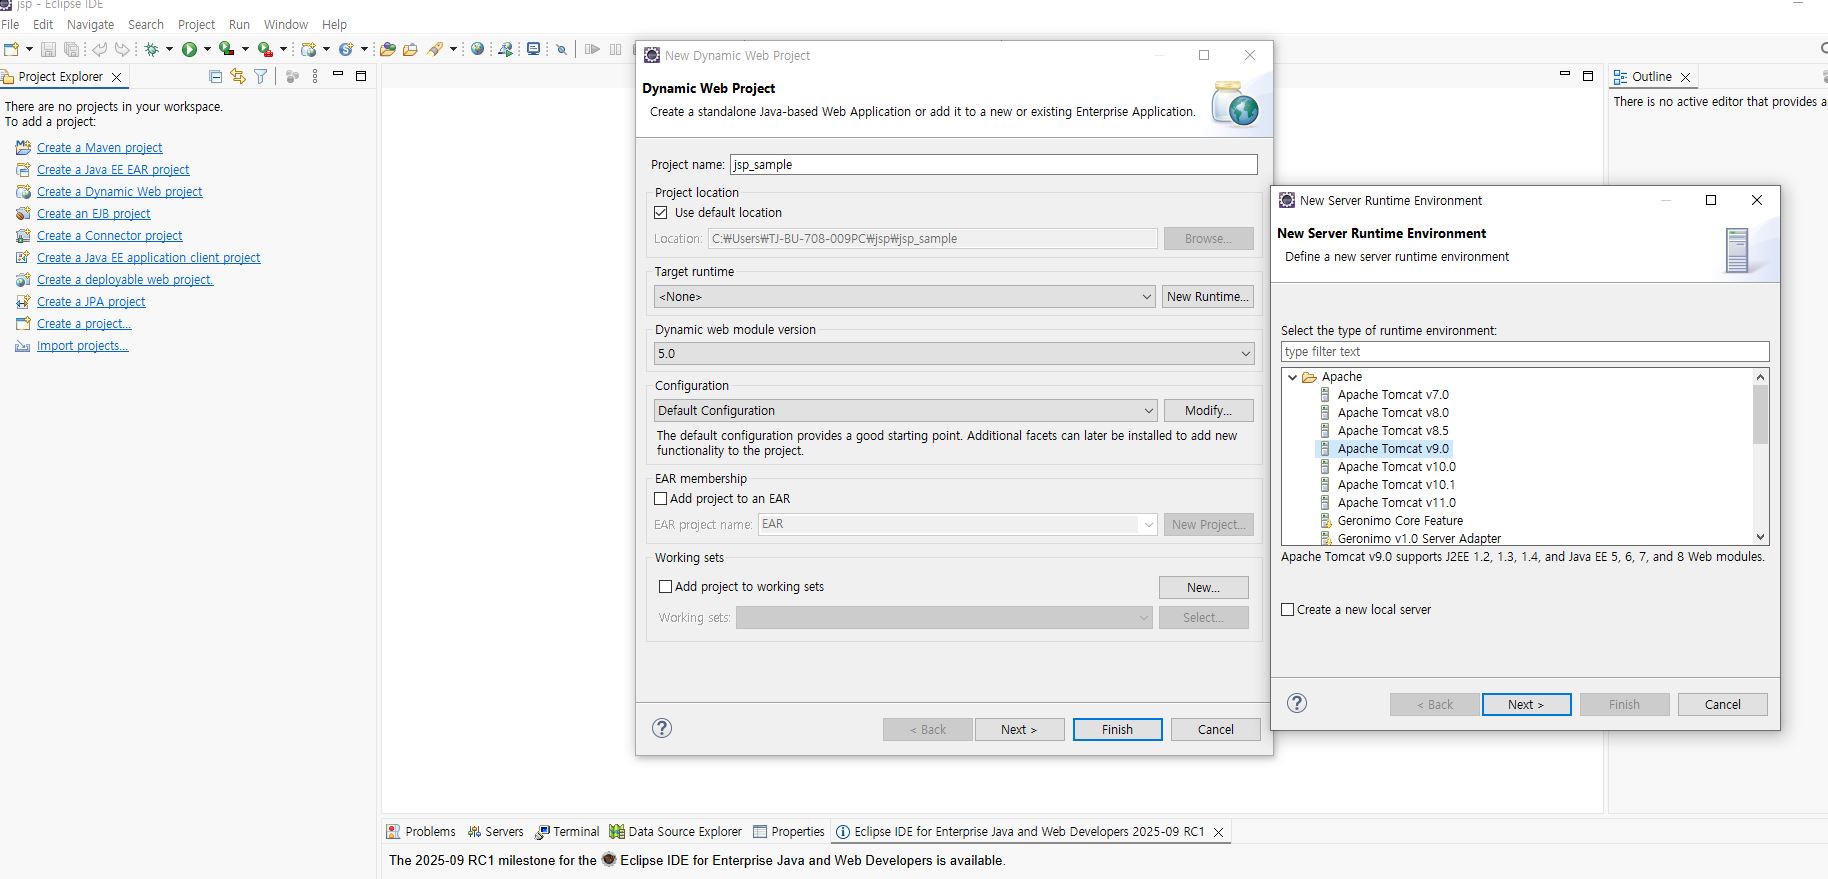 jsp - Eclipse IDE
File Edit Navigate Search Project Run Window Help
Project Explorer
There are no projects in your workspace.
To add a project:
Create a Maven project
Create a Java EE EAR project
Create a Dynamic Web project
Create an EJB project
Create a Connector project
Create a Java EE application client project
Create a deployable web project.
Create a JPA project
Create a project...
Import projects...
New Dynamic Web Project
Dynamic Web Project
Create a standalone Java-based Web Application or add it to a new or existing Enterprise Application.
Project name: jsp_sample
Project location
Use default location
Location: C:₩Users₩TJ-BU-708-009PC₩jsp₩jsp_sample Browse...
Target runtime
<None> New Runtime...
Dynamic web module version
5.0
Configuration
Default Configuration Modify...
The default configuration provides a good starting point. Additional facets can later be installed to add new
functionality to the project.
EAR membership
Add project to an EAR
EAR project name: EAR New Project...
Working sets
Add project to working sets New...
Working sets: Select...
< Back Next > Finish Cancel
New Server Runtime Environment
New Server Runtime Environment
Define a new server runtime environment
Select the type of runtime environment:
type filter text
Apache
Apache Tomcat v7.0
Apache Tomcat v8.0
Apache Tomcat v8.5
Apache Tomcat v9.0
Apache Tomcat v10.0
Apache Tomcat v10.1
Apache Tomcat v11.0
Geronimo Core Feature
Geronimo v1.0 Server Adapter
Apache Tomcat v9.0 supports J2EE 1.2, 1.3, 1.4, and Java EE 5, 6, 7, and 8 Web modules.
Create a new local server
< Back Next > Finish Cancel
Outline
There is no active editor that provides a
Problems Servers Terminal Data Source Explorer Properties Eclipse IDE for Enterprise Java and Web Developers 2025-09 RC1
The 2025-09 RC1 milestone for the Eclipse IDE for Enterprise Java and Web Developers is available.